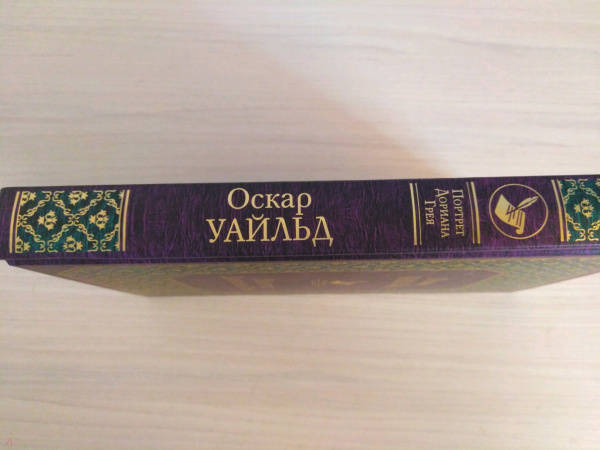 Оскар
УАЙЛЬД
Портрет
Дориана
Грея